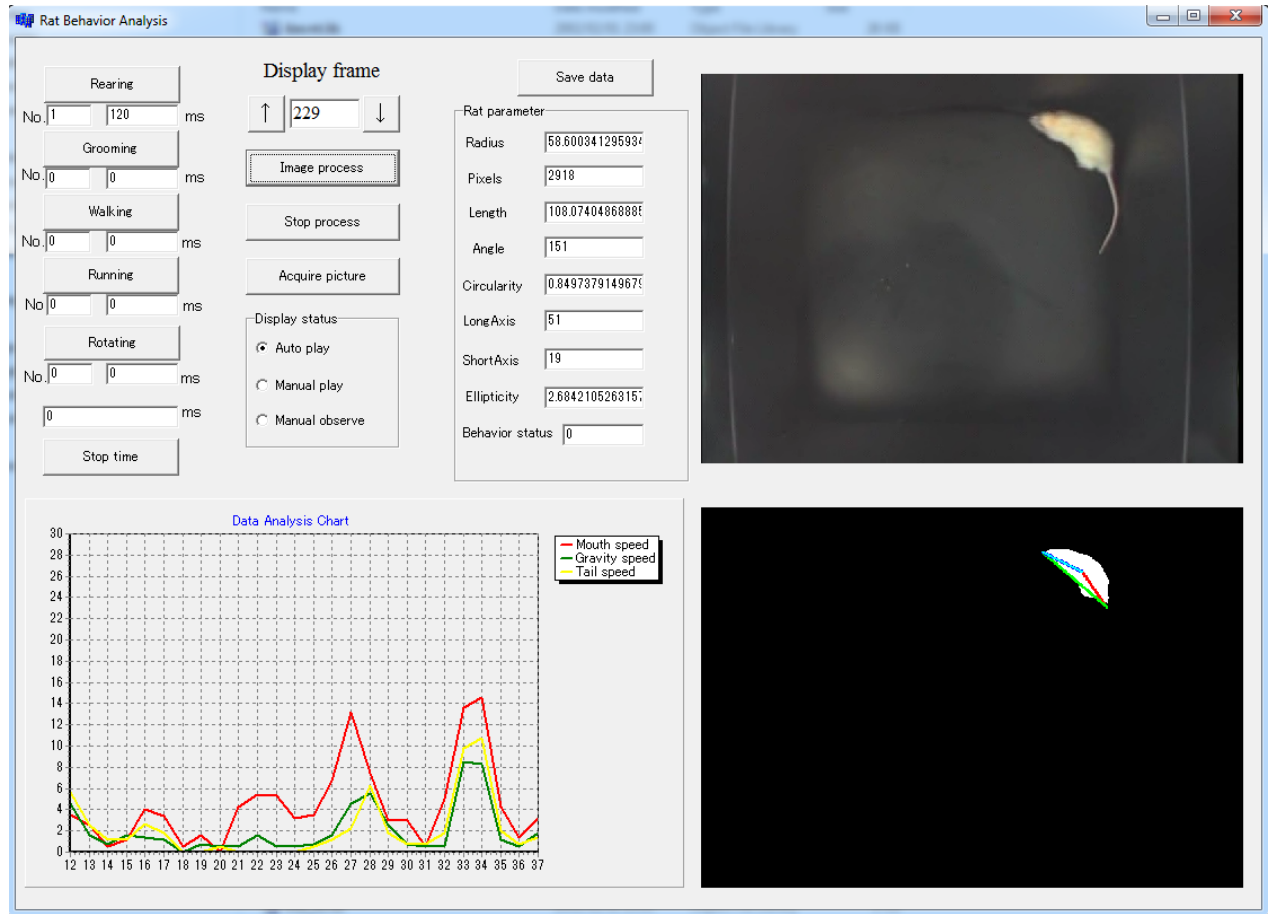 Rat Behavior Analysis
Rearing
No. 1 120 ms
Grooming
No. 0 0 ms
Walking
No. 0 0 ms
Running
No 0 0 ms
Rotating
No. 0 0 ms
0 ms
Stop time
Display frame
↑ 229 ↓
Image process
Stop process
Acquire picture
Display status
Auto play
Manual play
Manual observe
Save data
Rat parameter
Radius 58.60034129593
Pixels 2918
Length 108.0740486888
Angle 151
Circularity 0.849737914967
LongAxis 51
ShortAxis 19
Ellipticity 2.684210526315
Behavior status 0
Data Analysis Chart
30
28
26
24
22
20
18
16
14
12
10
8
6
4
2
0
12 13 14 15 16 17 18 19 20 21 22 23 24 25 26 27 28 29 30 31 32 33 34 35 36 37
Mouth speed
Gravity speed
Tail speed